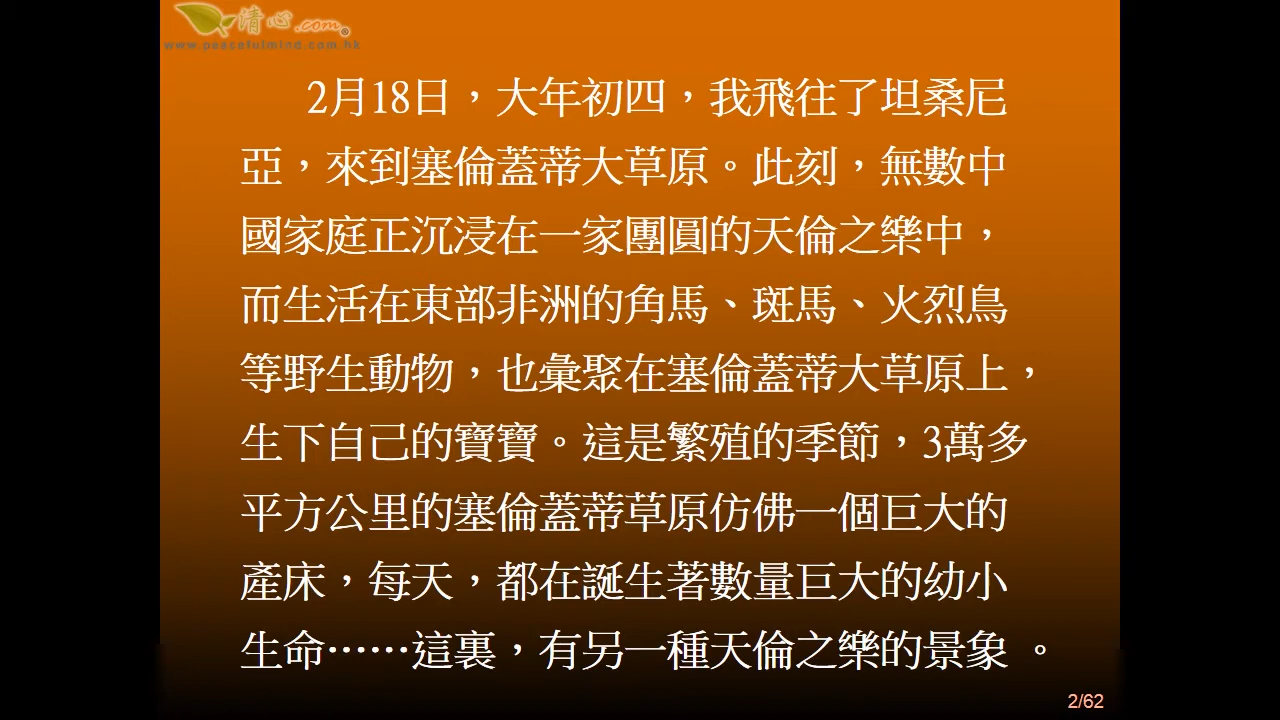 清心.com
www.peacefulmind.com.hk
2月18日，大年初四，我飛往了坦桑尼
亞，來到塞倫蓋蒂大草原。此刻，無數中
國家庭正沉浸在一家團圓的天倫之樂中，
而生活在東部非洲的角馬、斑馬、火烈鳥
等野生動物，也彙聚在塞倫蓋蒂大草原上，
生下自己的寶寶。這是繁殖的季節，3萬多
平方公里的塞倫蓋蒂草原仿佛一個巨大的
產床，每天，都在誕生著數量巨大的幼小
生命……這裏，有另一種天倫之樂的景象 。
2/62